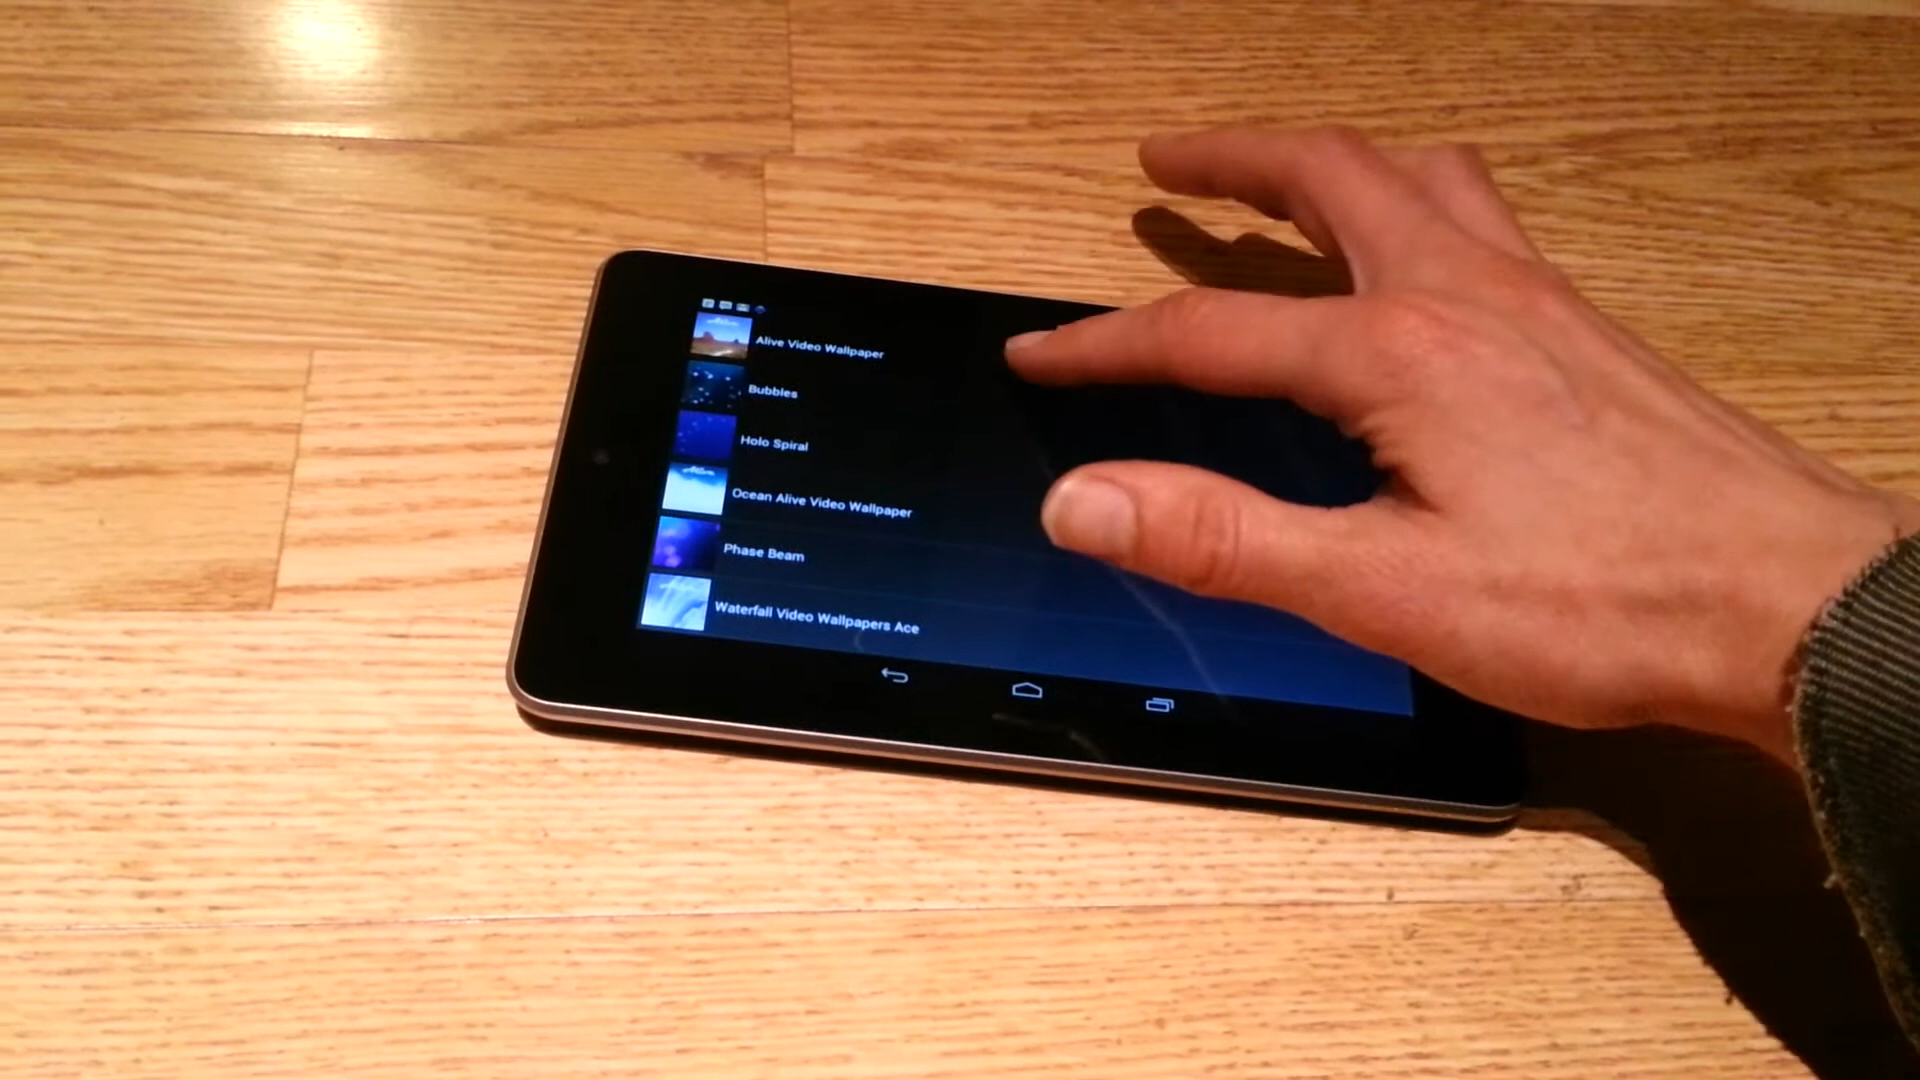 Alive Video Wallpaper
Bubbles
Holo Spiral
Ocean Alive Video Wallpaper
Phase Beam
Waterfall Video Wallpapers Ace